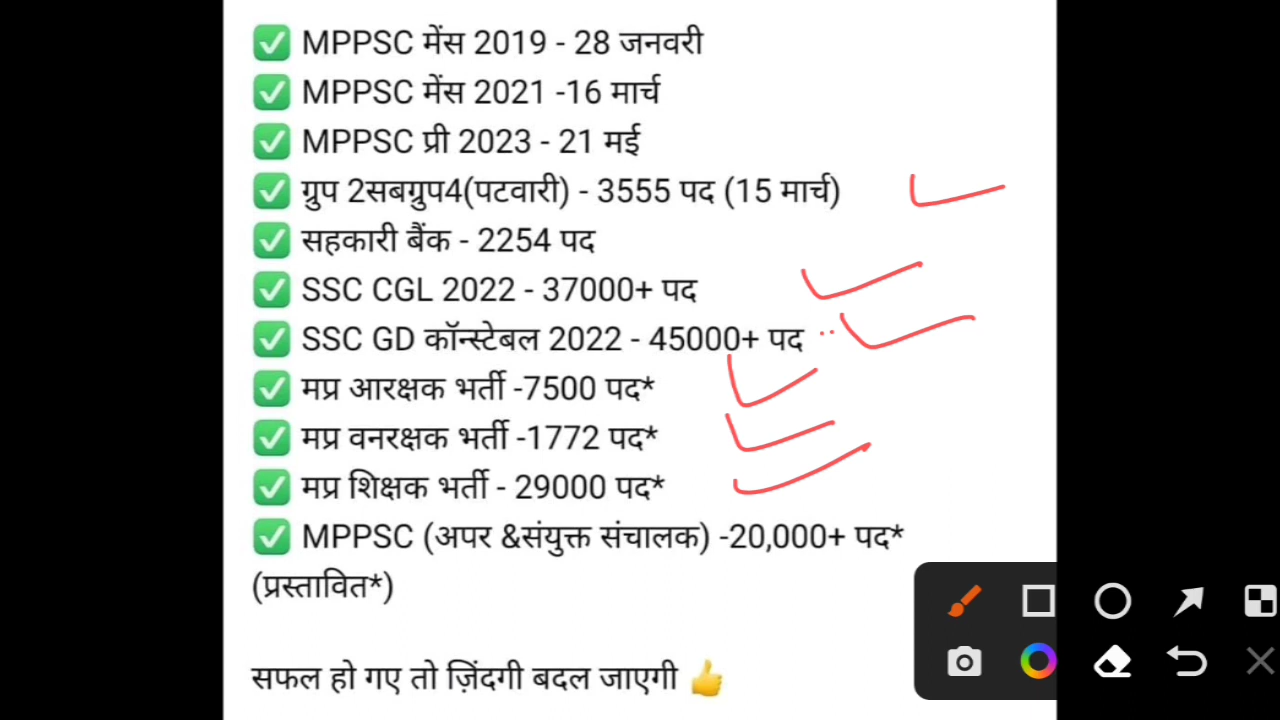 ✅ MPPSC मेंस 2019 - 28 जनवरी
✅ MPPSC मेंस 2021 -16 मार्च
✅ MPPSC प्री 2023 - 21 मई
✅ ग्रुप 2सबग्रुप4(पटवारी) - 3555 पद (15 मार्च)
✅ सहकारी बैंक - 2254 पद
✅ SSC CGL 2022 - 37000+ पद
✅ SSC GD कॉन्स्टेबल 2022 - 45000+ पद
✅ मप्र आरक्षक भर्ती -7500 पद*
✅ मप्र वनरक्षक भर्ती -1772 पद*
✅ मप्र शिक्षक भर्ती - 29000 पद*
✅ MPPSC (अपर &संयुक्त संचालक) -20,000+ पद*
(प्रस्तावित*)
सफल हो गए तो ज़िंदगी बदल जाएगी 👍